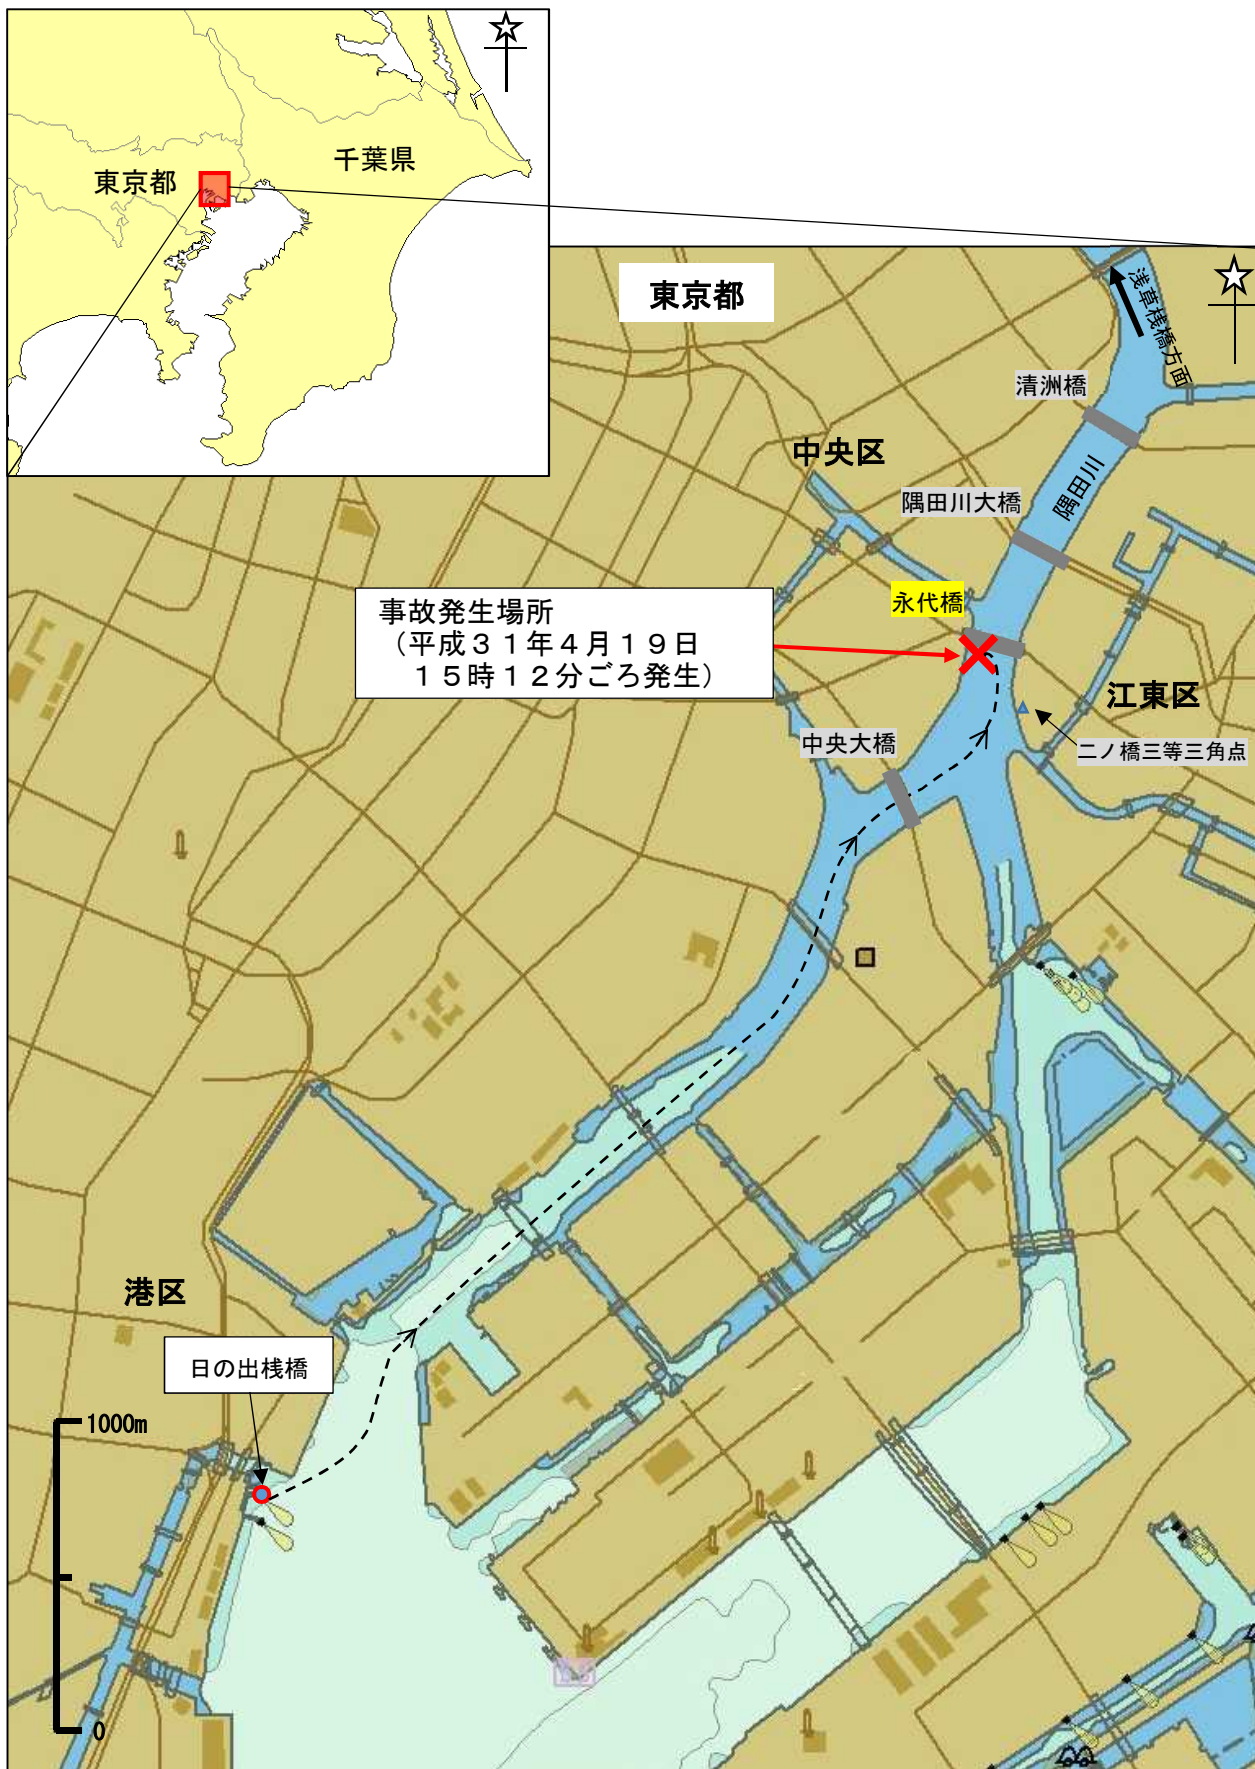 千葉県
東京都
東京都
浅草桟橋方面
清洲橋
中央区
隅田川
隅田川大橋
永代橋
事故発生場所
（平成３１年４月１９日
１５時１２分ごろ発生）
江東区
中央大橋
二ノ橋三等三角点
港区
日の出桟橋
1000m
0